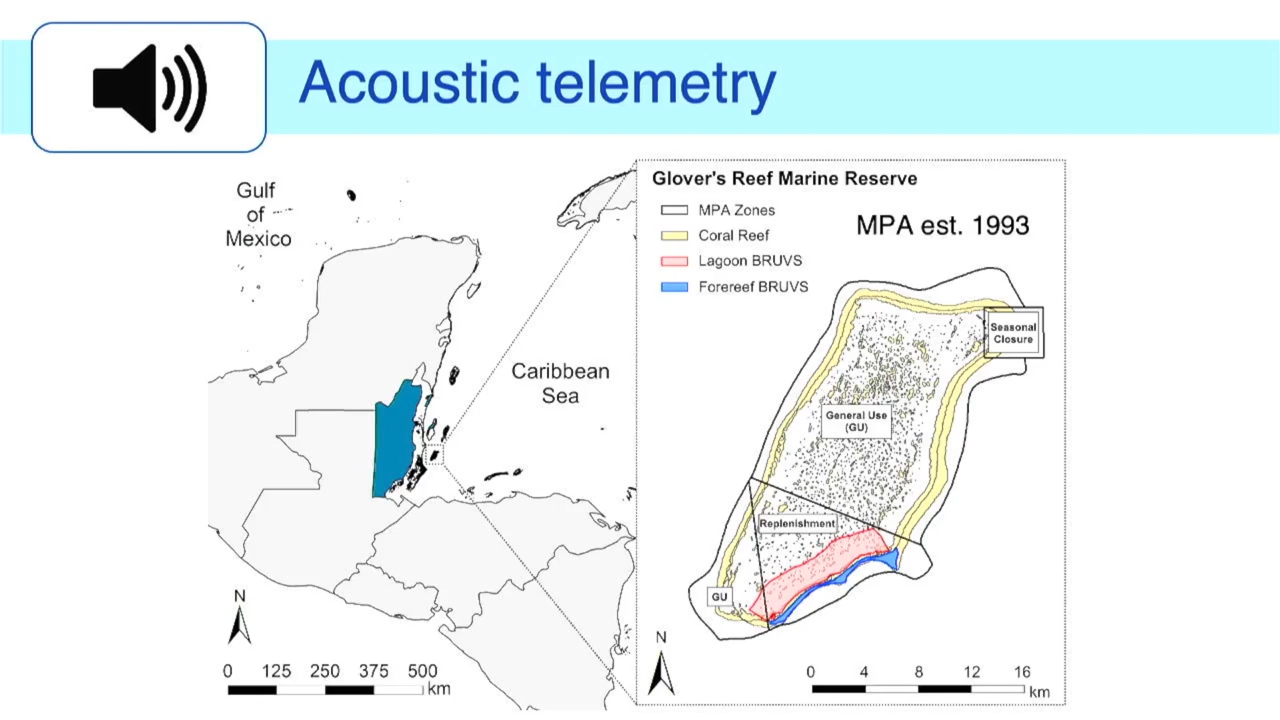 Acoustic telemetry
Gulf
of
Mexico
Caribbean
Sea
N
0 125 250 375 500
km
Glover's Reef Marine Reserve
MPA Zones
Coral Reef
Lagoon BRUVS
Forereef BRUVS
MPA est. 1993
Seasonal
Closure
General Use
(GU)
Replenishment
GU
N
0 4 8 12 16
km